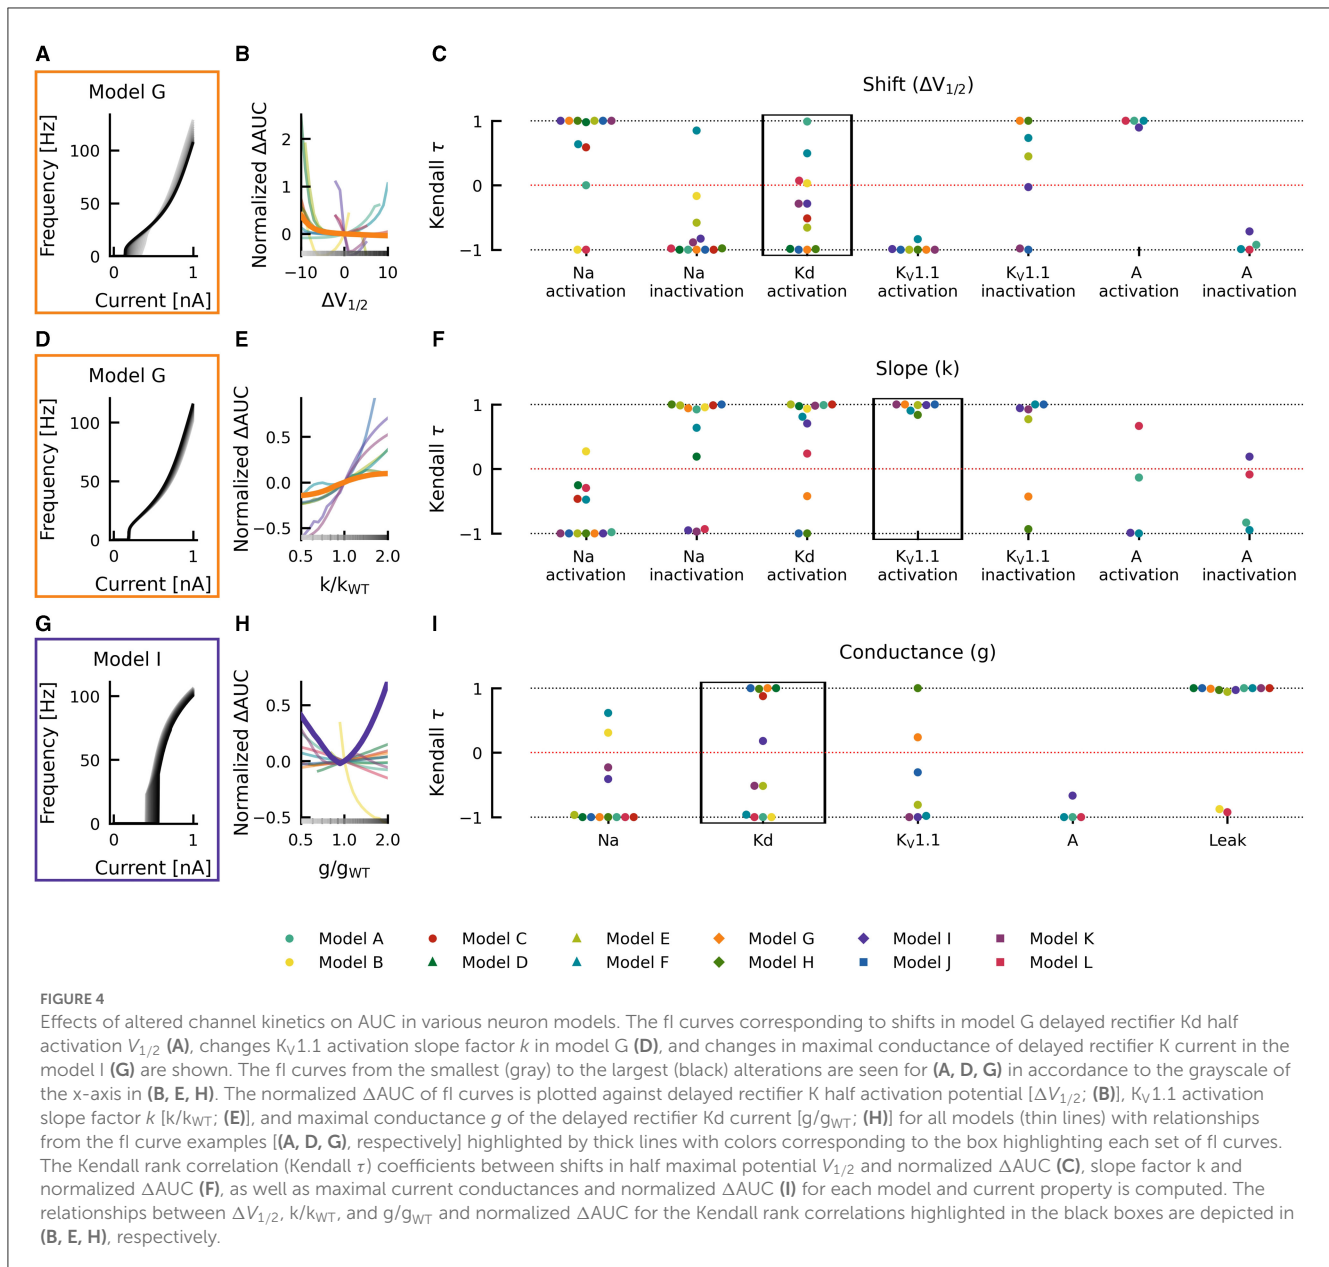 A
Model G
Frequency [Hz]
100
50
0
0
1
Current [nA]
B
Normalized ΔAUC
2
1
0
−10
0
10
ΔV1/2
C
Shift (ΔV1/2)
Kendall τ
1
0
−1
Na
activation
Na
inactivation
Kd
activation
KV1.1
activation
KV1.1
inactivation
A
activation
A
inactivation
D
Model G
Frequency [Hz]
100
50
0
0
1
Current [nA]
E
Normalized ΔAUC
0.5
0.0
−0.5
0.5
1.0
2.0
k/kWT
F
Slope (k)
Kendall τ
1
0
−1
Na
activation
Na
inactivation
Kd
activation
KV1.1
activation
KV1.1
inactivation
A
activation
A
inactivation
G
Model I
Frequency [Hz]
100
50
0
0
1
Current [nA]
H
Normalized ΔAUC
0.5
0.0
−0.5
0.5
1.0
2.0
g/gWT
I
Conductance (g)
Kendall τ
1
0
−1
Na
Kd
KV1.1
A
Leak
Model A
Model C
Model E
Model G
Model I
Model K
Model B
Model D
Model F
Model H
Model J
Model L
FIGURE 4
Effects of altered channel kinetics on AUC in various neuron models. The fI curves corresponding to shifts in model G delayed rectifier Kd half
activation V1/2 (A), changes KV1.1 activation slope factor k in model G (D), and changes in maximal conductance of delayed rectifier K current in the
model I (G) are shown. The fI curves from the smallest (gray) to the largest (black) alterations are seen for (A, D, G) in accordance to the grayscale of
the x-axis in (B, E, H). The normalized ΔAUC of fI curves is plotted against delayed rectifier K half activation potential [ΔV1/2; (B)], KV1.1 activation
slope factor k [k/kWT; (E)], and maximal conductance g of the delayed rectifier Kd current [g/gWT; (H)] for all models (thin lines) with relationships
from the fI curve examples [(A, D, G), respectively] highlighted by thick lines with colors corresponding to the box highlighting each set of fI curves.
The Kendall rank correlation (Kendall τ) coefficients between shifts in half maximal potential V1/2 and normalized ΔAUC (C), slope factor k and
normalized ΔAUC (F), as well as maximal current conductances and normalized ΔAUC (I) for each model and current property is computed. The
relationships between ΔV1/2, k/kWT, and g/gWT and normalized ΔAUC for the Kendall rank correlations highlighted in the black boxes are depicted in
(B, E, H), respectively.